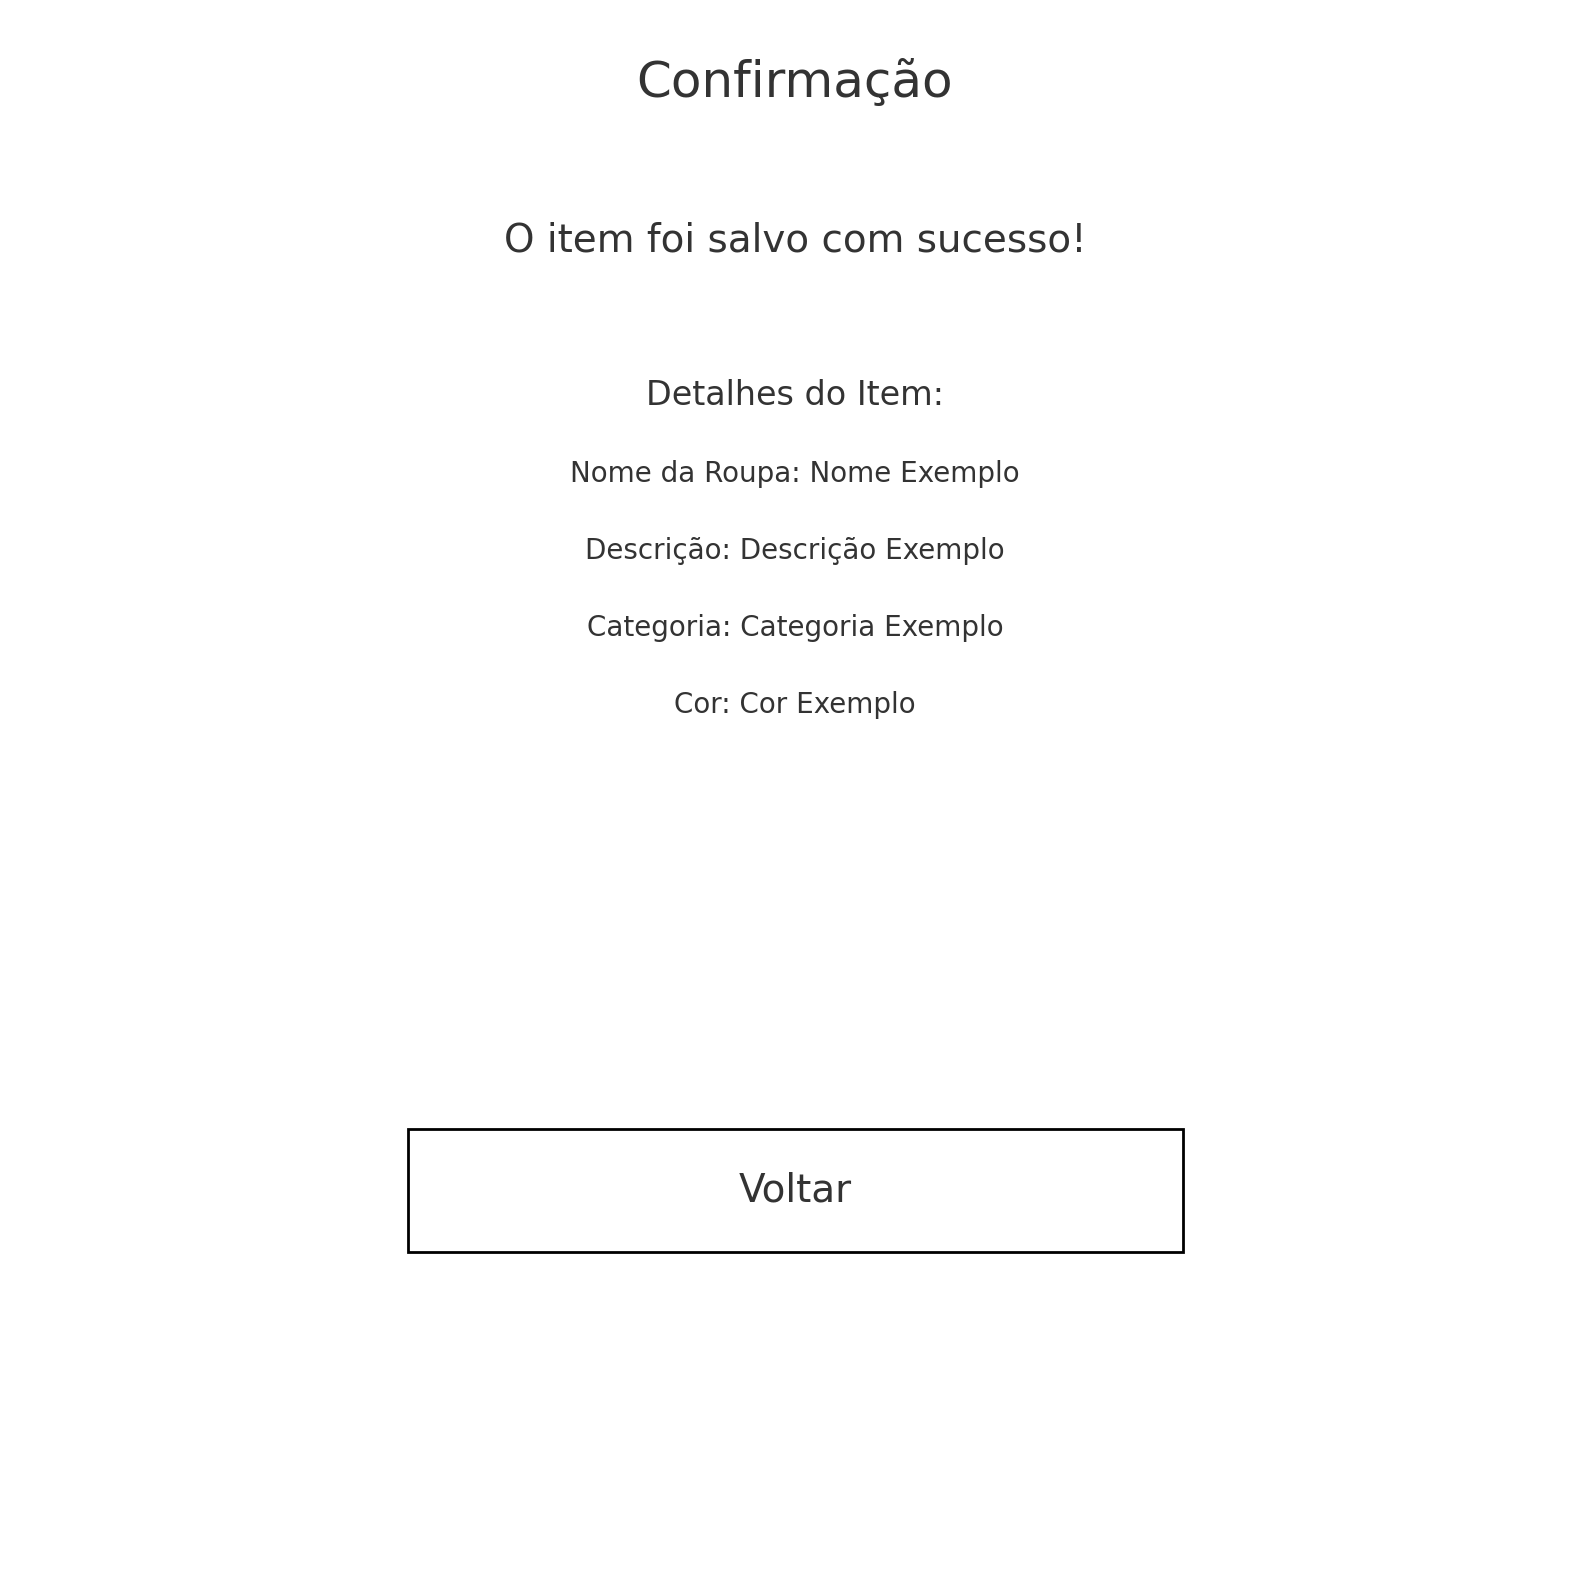 Confirmação
O item foi salvo com sucesso!
Detalhes do Item:
Nome da Roupa: Nome Exemplo
Descrição: Descrição Exemplo
Categoria: Categoria Exemplo
Cor: Cor Exemplo
Voltar